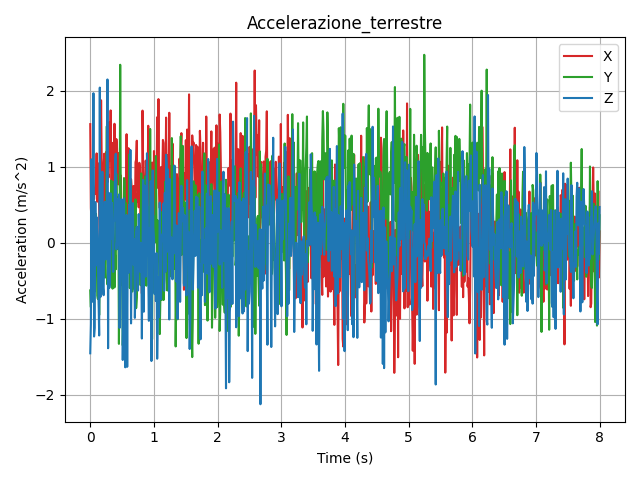 Accelerazione_terrestre
X
Y
Z
2
1
0
−1
−2
Acceleration (m/s^2)
0 1 2 3 4 5 6 7 8
Time (s)